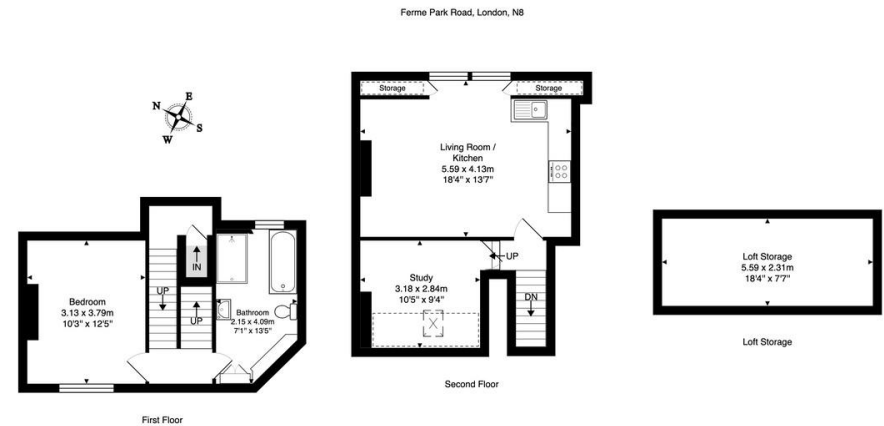 Ferme Park Road, London, N8
N
E
S
W
Bedroom
3.13 x 3.79m
10'3" x 12'5"
UP
IN
UP
Bathroom
2.15 x 4.09m
7'1" x 13'5"
First Floor
Storage
Storage
Living Room /
Kitchen
5.59 x 4.13m
18'4" x 13'7"
UP
Study
3.18 x 2.84m
10'5" x 9'4"
DN
Second Floor
Loft Storage
5.59 x 2.31m
18'4" x 7'7"
Loft Storage